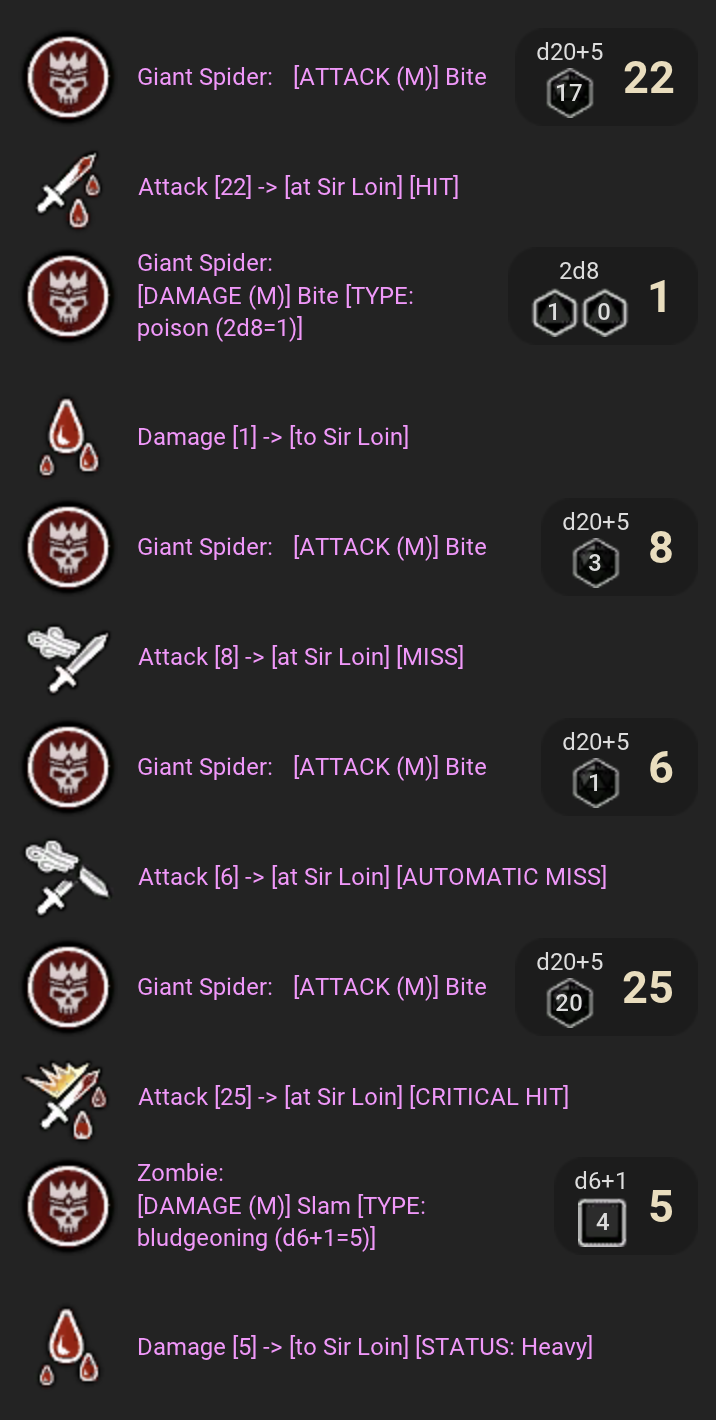 Giant Spider: [ATTACK (M)] Bite
d20+5
17
22
Attack [22] -> [at Sir Loin] [HIT]
Giant Spider:
[DAMAGE (M)] Bite [TYPE:
poison (2d8=1)]
2d8
1 0
1
Damage [1] -> [to Sir Loin]
Giant Spider: [ATTACK (M)] Bite
d20+5
3
8
Attack [8] -> [at Sir Loin] [MISS]
Giant Spider: [ATTACK (M)] Bite
d20+5
1
6
Attack [6] -> [at Sir Loin] [AUTOMATIC MISS]
Giant Spider: [ATTACK (M)] Bite
d20+5
20
25
Attack [25] -> [at Sir Loin] [CRITICAL HIT]
Zombie:
[DAMAGE (M)] Slam [TYPE:
bludgeoning (d6+1=5)]
d6+1
4
5
Damage [5] -> [to Sir Loin] [STATUS: Heavy]